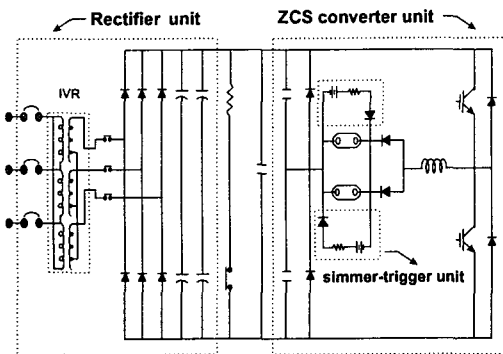 Rectifier unit
ZCS converter unit
IVR
simmer-trigger unit